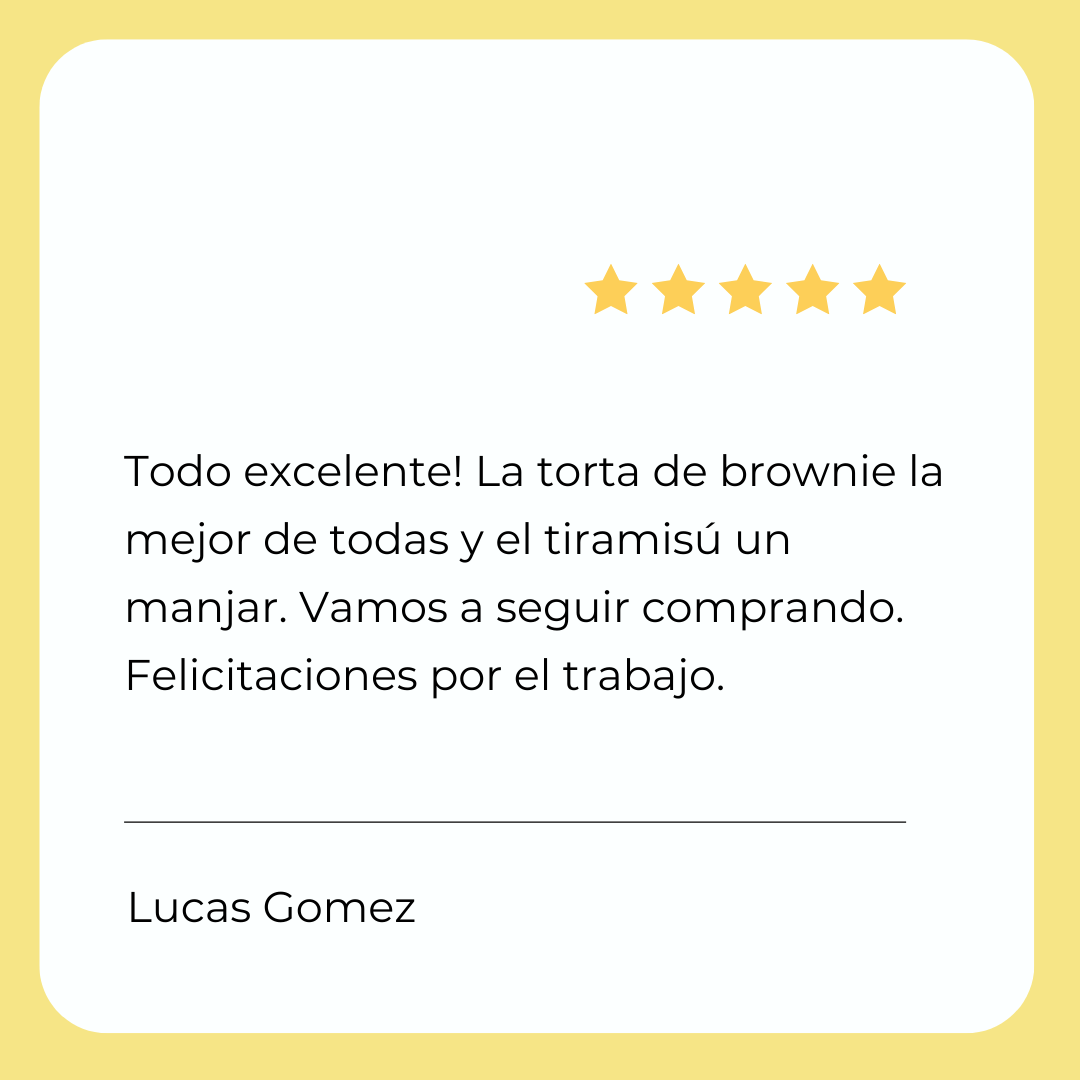 Todo excelente! La torta de brownie la
mejor de todas y el tiramisú un
manjar. Vamos a seguir comprando.
Felicitaciones por el trabajo.
Lucas Gomez